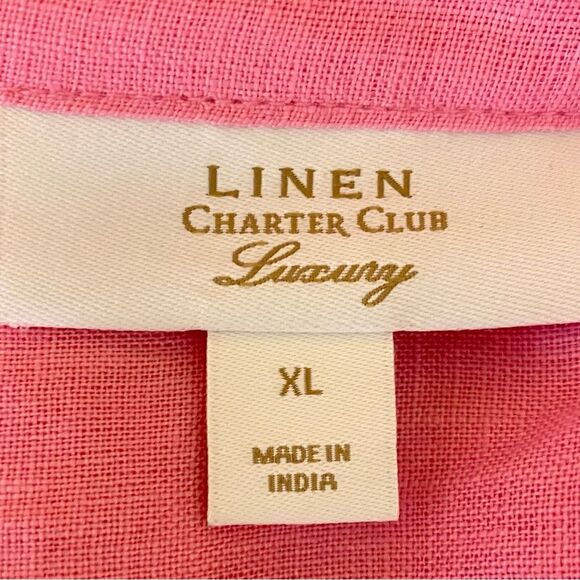 LINEN
CHARTER CLUB
Luxury
XL
MADE IN
INDIA